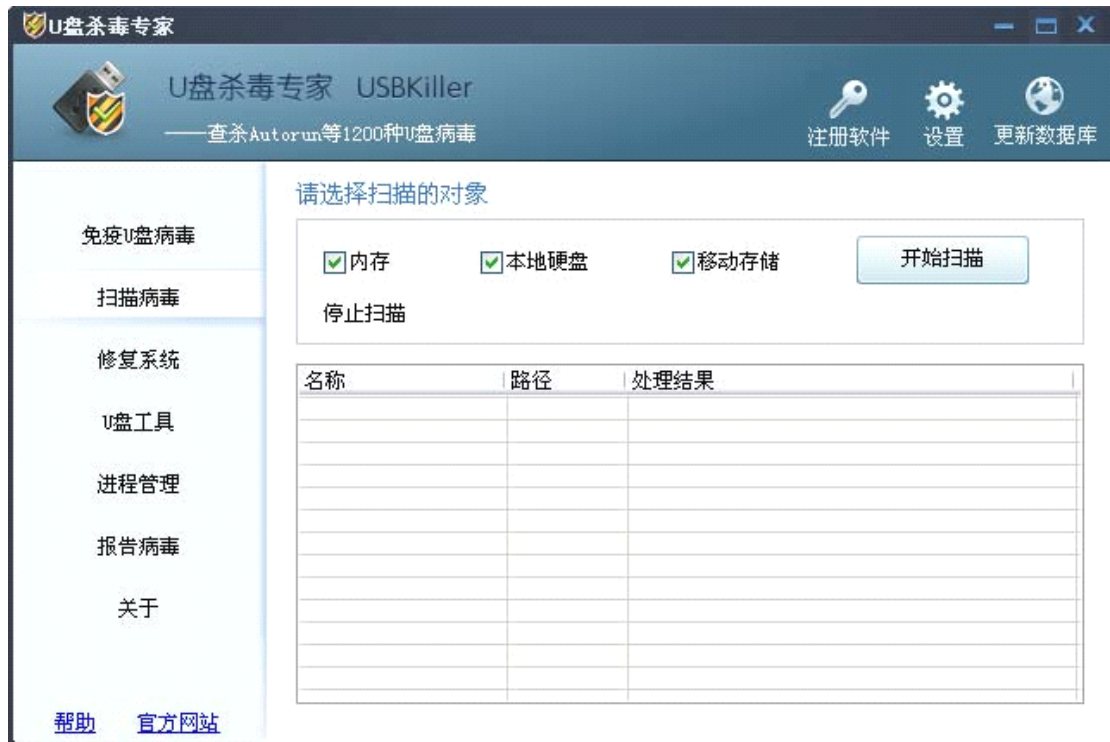 U盘杀毒专家
U盘杀毒专家 USBKiller
——查杀Autorun等1200种U盘病毒
注册软件 设置 更新数据库
免疫U盘病毒
扫描病毒
修复系统
U盘工具
进程管理
报告病毒
关于
帮助 官方网站
请选择扫描的对象
内存 本地硬盘 移动存储 开始扫描
停止扫描
名称 路径 处理结果